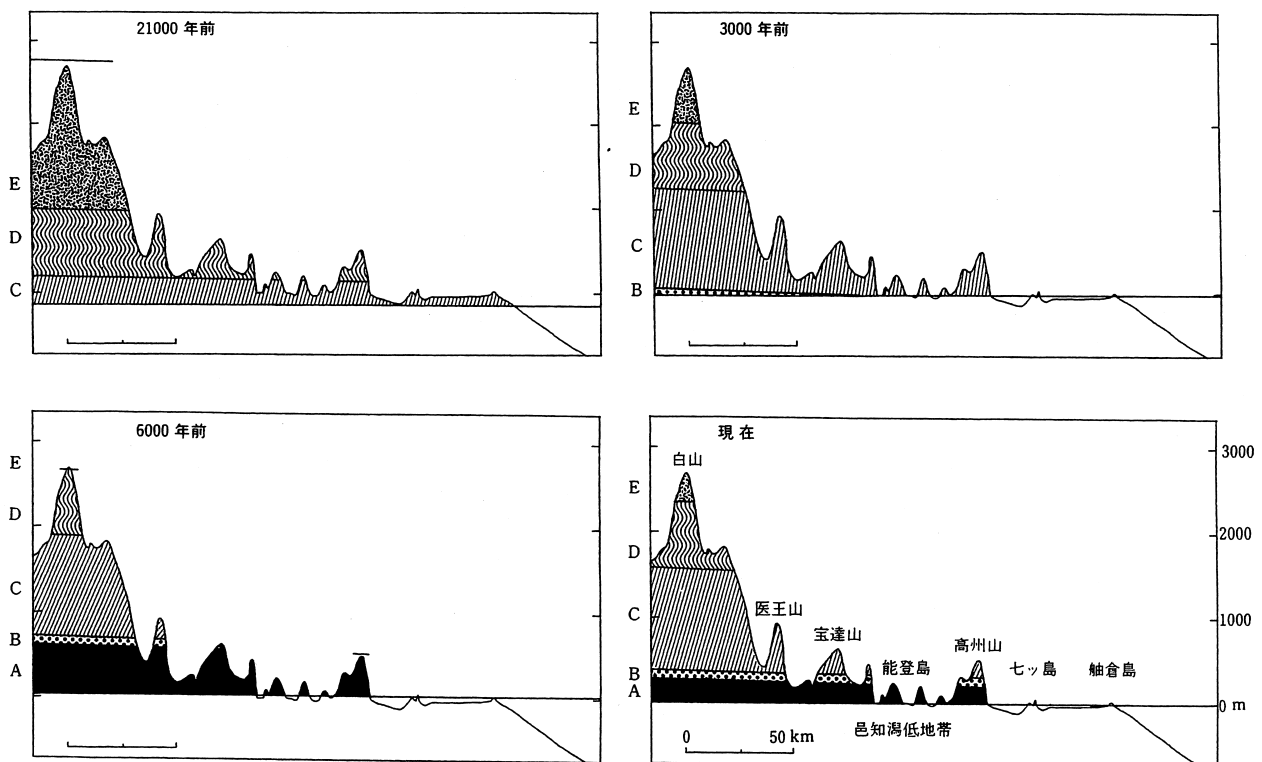 21000 年前
E
D
C
3000 年前
E
D
C
B
6000 年前
E
D
C
B
A
現在
白山
医王山
宝達山
能登島
高州山
七ッ島
舳倉島
邑知潟低地帯
E
D
C
B
A
3000
2000
1000
0 m
0 50 km